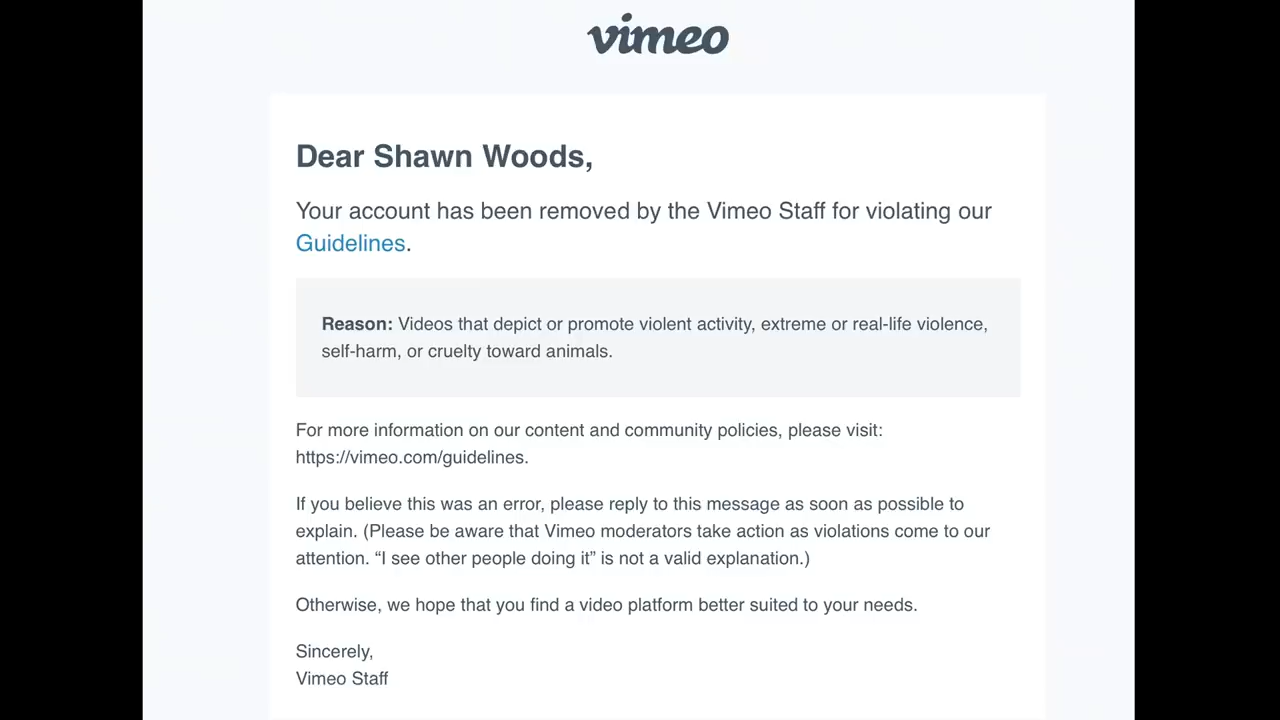 vimeo
Dear Shawn Woods,
Your account has been removed by the Vimeo Staff for violating our
Guidelines.
Reason: Videos that depict or promote violent activity, extreme or real-life violence,
self-harm, or cruelty toward animals.
For more information on our content and community policies, please visit:
https://vimeo.com/guidelines.
If you believe this was an error, please reply to this message as soon as possible to
explain. (Please be aware that Vimeo moderators take action as violations come to our
attention. “I see other people doing it” is not a valid explanation.)
Otherwise, we hope that you find a video platform better suited to your needs.
Sincerely,
Vimeo Staff